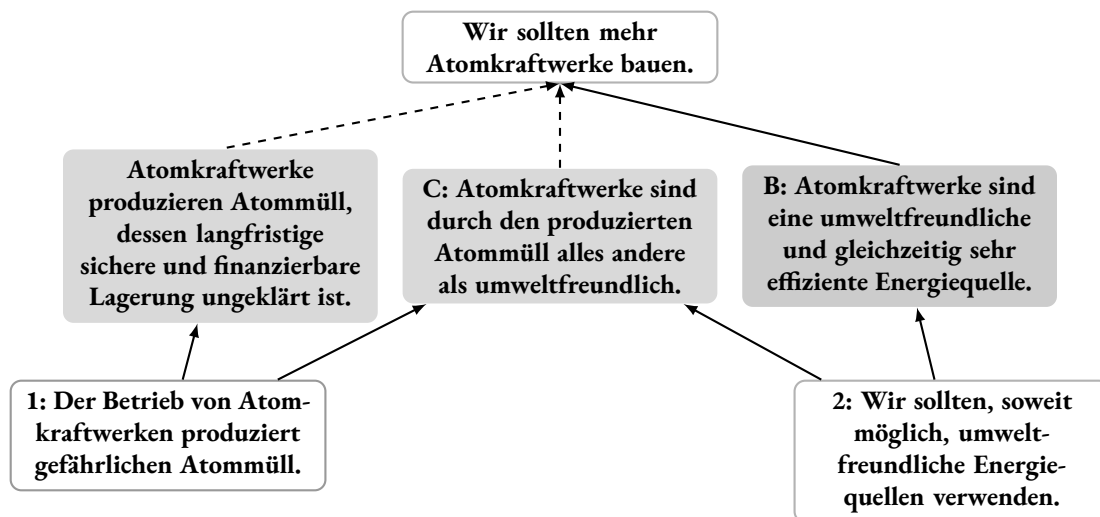 Wir sollten mehr
Atomkraftwerke bauen.
Atomkraftwerke
produzieren Atommüll,
dessen langfristige
sichere und finanzierbare
Lagerung ungeklärt ist.
C: Atomkraftwerke sind
durch den produzierten
Atommüll alles andere
als umweltfreundlich.
B: Atomkraftwerke sind
eine umweltfreundliche
und gleichzeitig sehr
effiziente Energiequelle.
1: Der Betrieb von Atom-
kraftwerken produziert
gefährlichen Atommüll.
2: Wir sollten, soweit
möglich, umwelt-
freundliche Energie-
quellen verwenden.